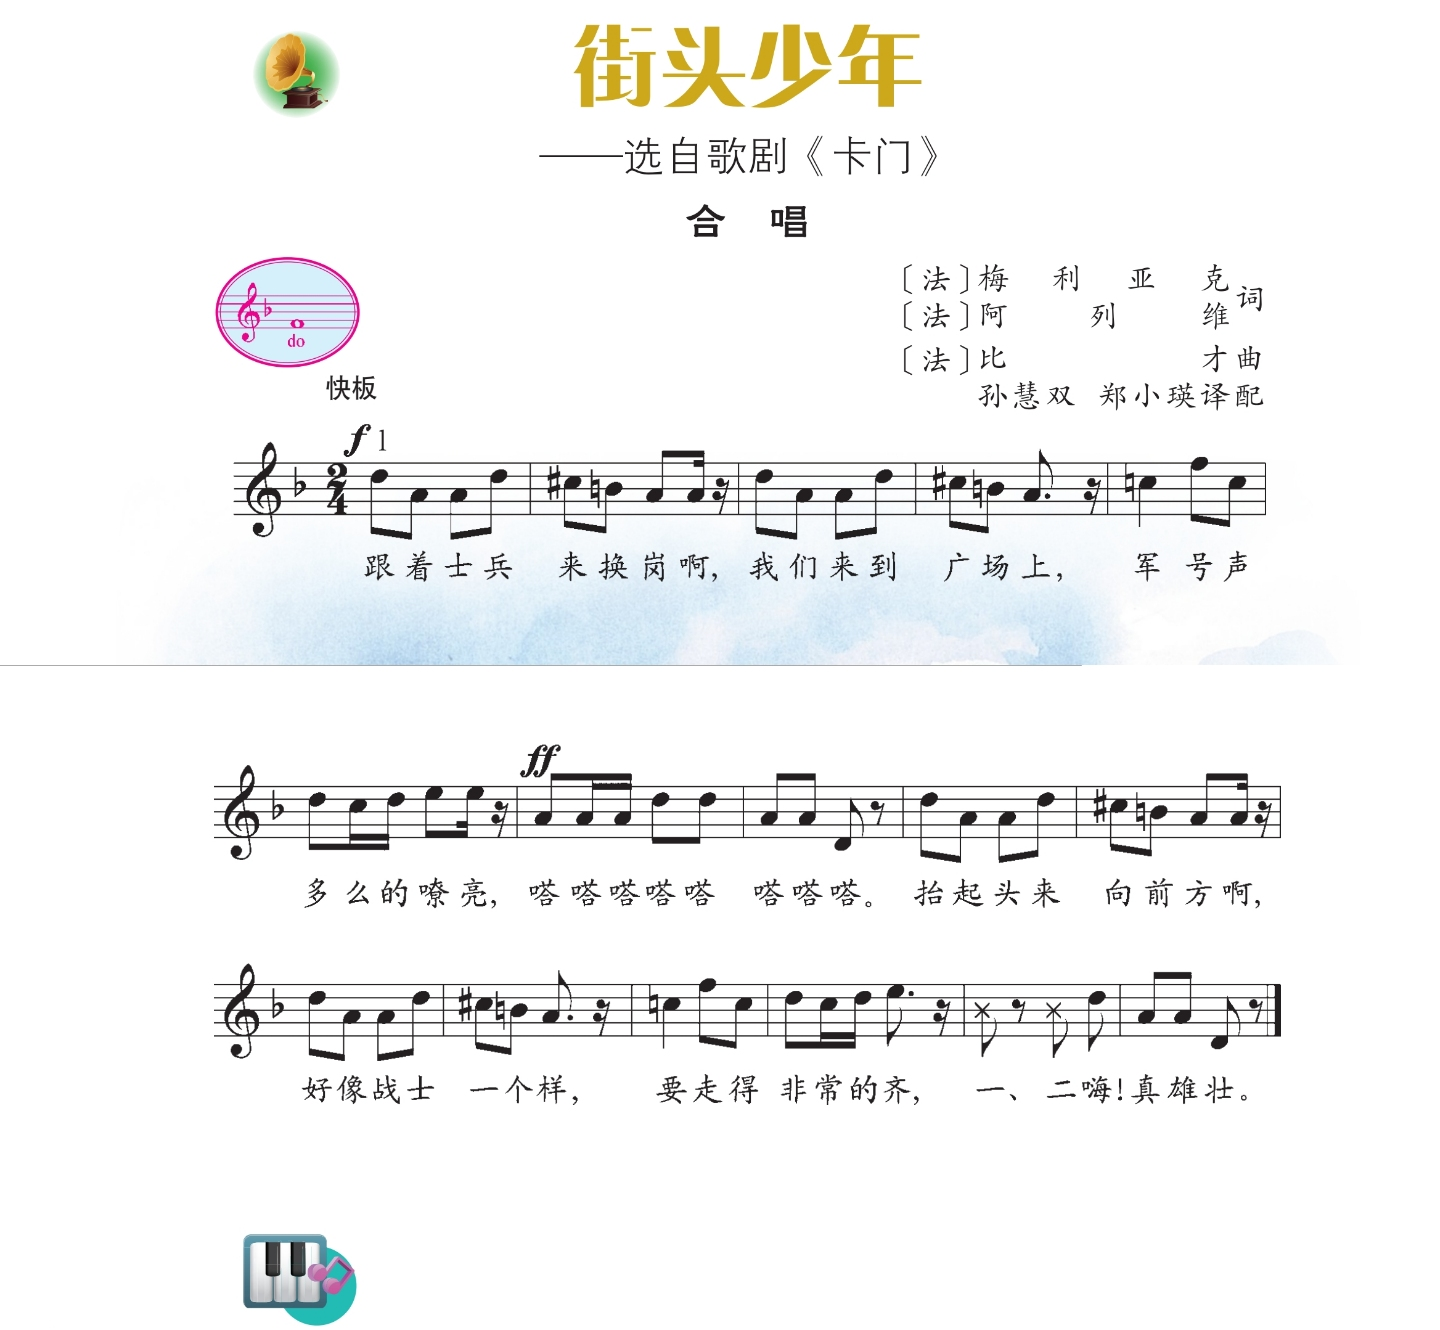 街头少年
——选自歌剧《卡门》
合 唱
〔法〕梅利亚克
〔法〕阿列维 词
〔法〕比才 曲
孙慧双 郑小瑛译配
do
快板
f 1
2/4
跟着士兵 来换岗啊, 我们来到 广场上, 军号声
ff
多么的嘹亮, 嗒嗒嗒嗒嗒 嗒嗒嗒。抬起头来 向前方啊,
好像战士 一个样, 要走得 非常的齐, 一、二嗨!真雄壮。